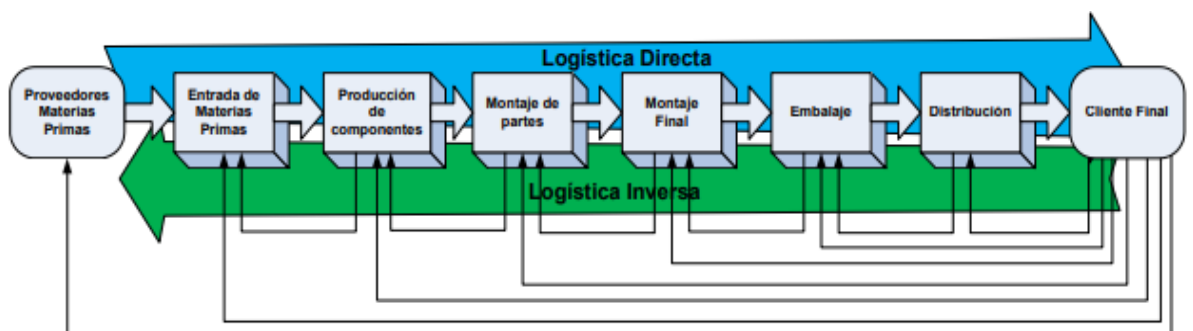 Logística Directa
Proveedores
Materias
Primas
Entrada de
Materias
Primas
Producción
de
componentes
Montaje de
partes
Montaje
Final
Embalaje
Distribución
Cliente Final
Logística Inversa